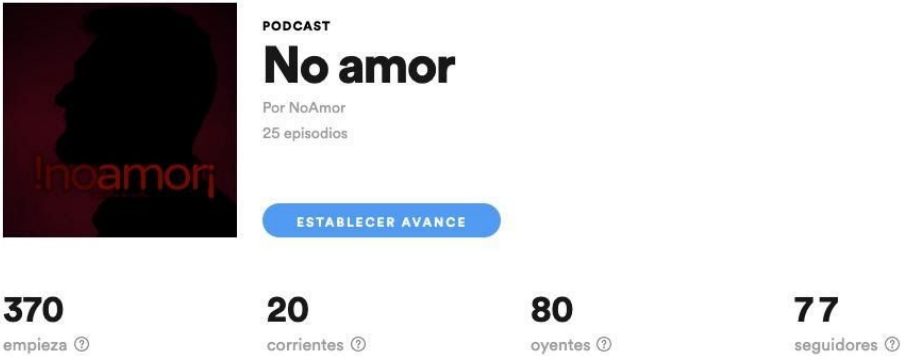 PODCAST
No amor
Por NoAmor
25 episodios
!noamor¡
ESTABLECER AVANCE
370
20
80
77
empieza
corrientes
oyentes
seguidores